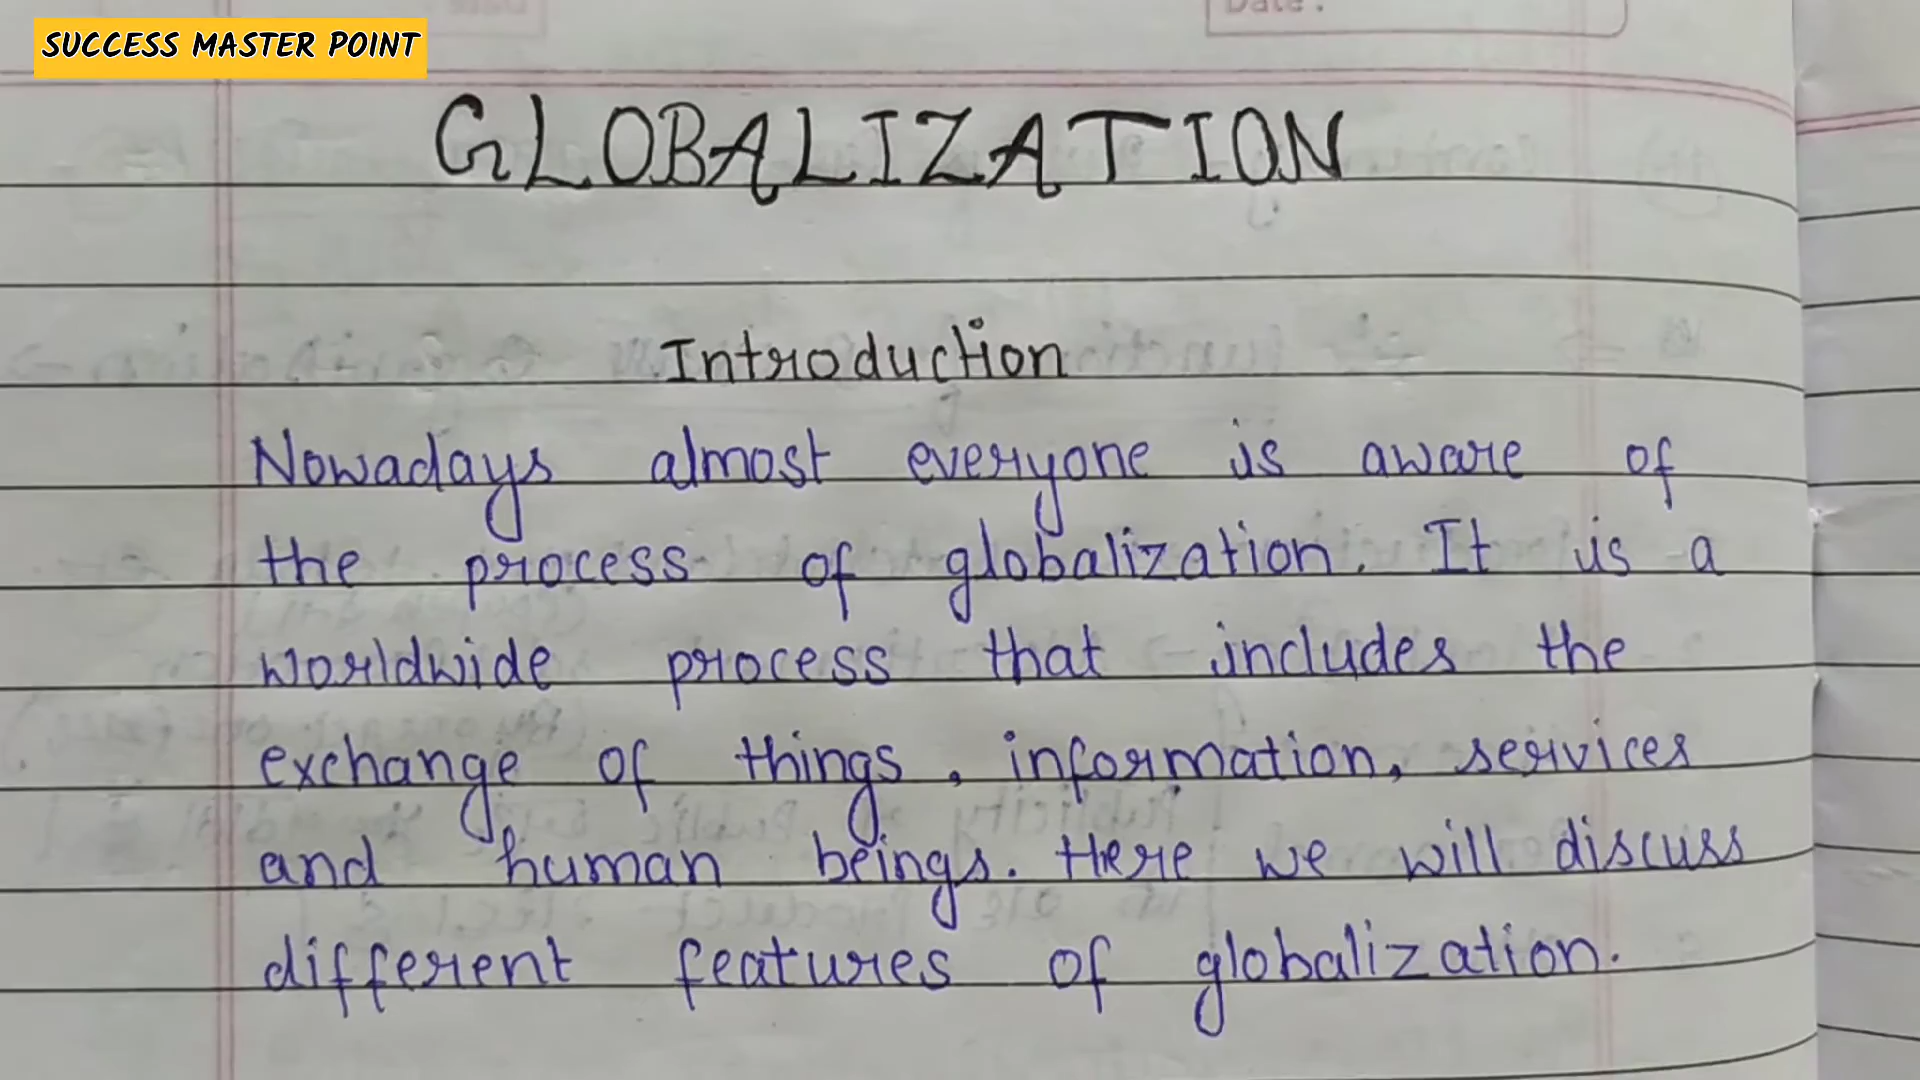 SUCCESS MASTER POINT
Date :
GLOBALIZATION
Introduction
Nowadays almost everyone is aware of
the process of globalization. It is a
worldwide process that includes the
exchange of things, information, services
and human beings. Here we will discuss
different features of globalization.